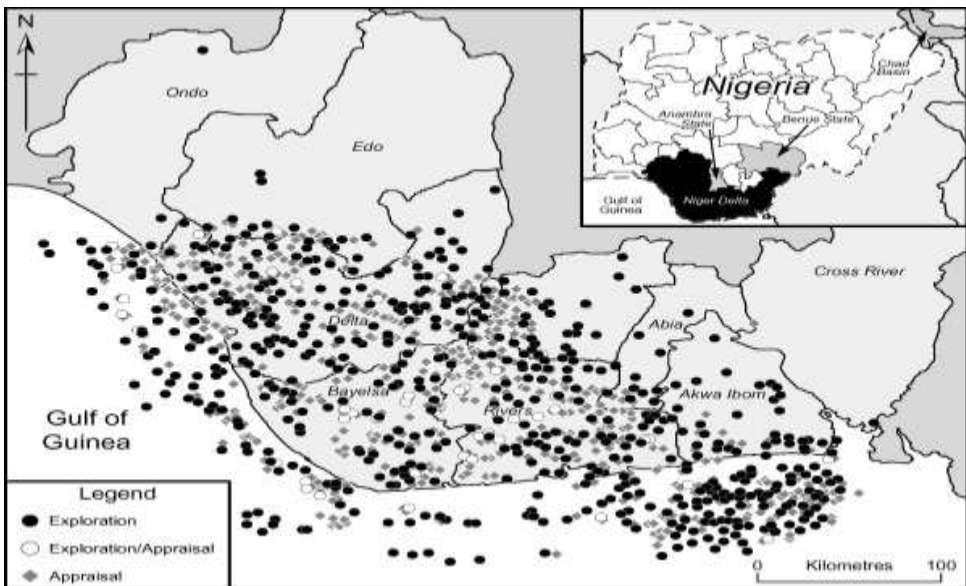 N
Ondo
Edo
Delta
Bayelsa
Rivers
Abia
Akwa Ibom
Cross River
Gulf of
Guinea
Nigeria
Chad
Basin
Anambra
State
Benue State
Gulf of
Guinea
Niger Delta
Legend
Exploration
Exploration/Appraisal
Appraisal
0 Kilometres 100